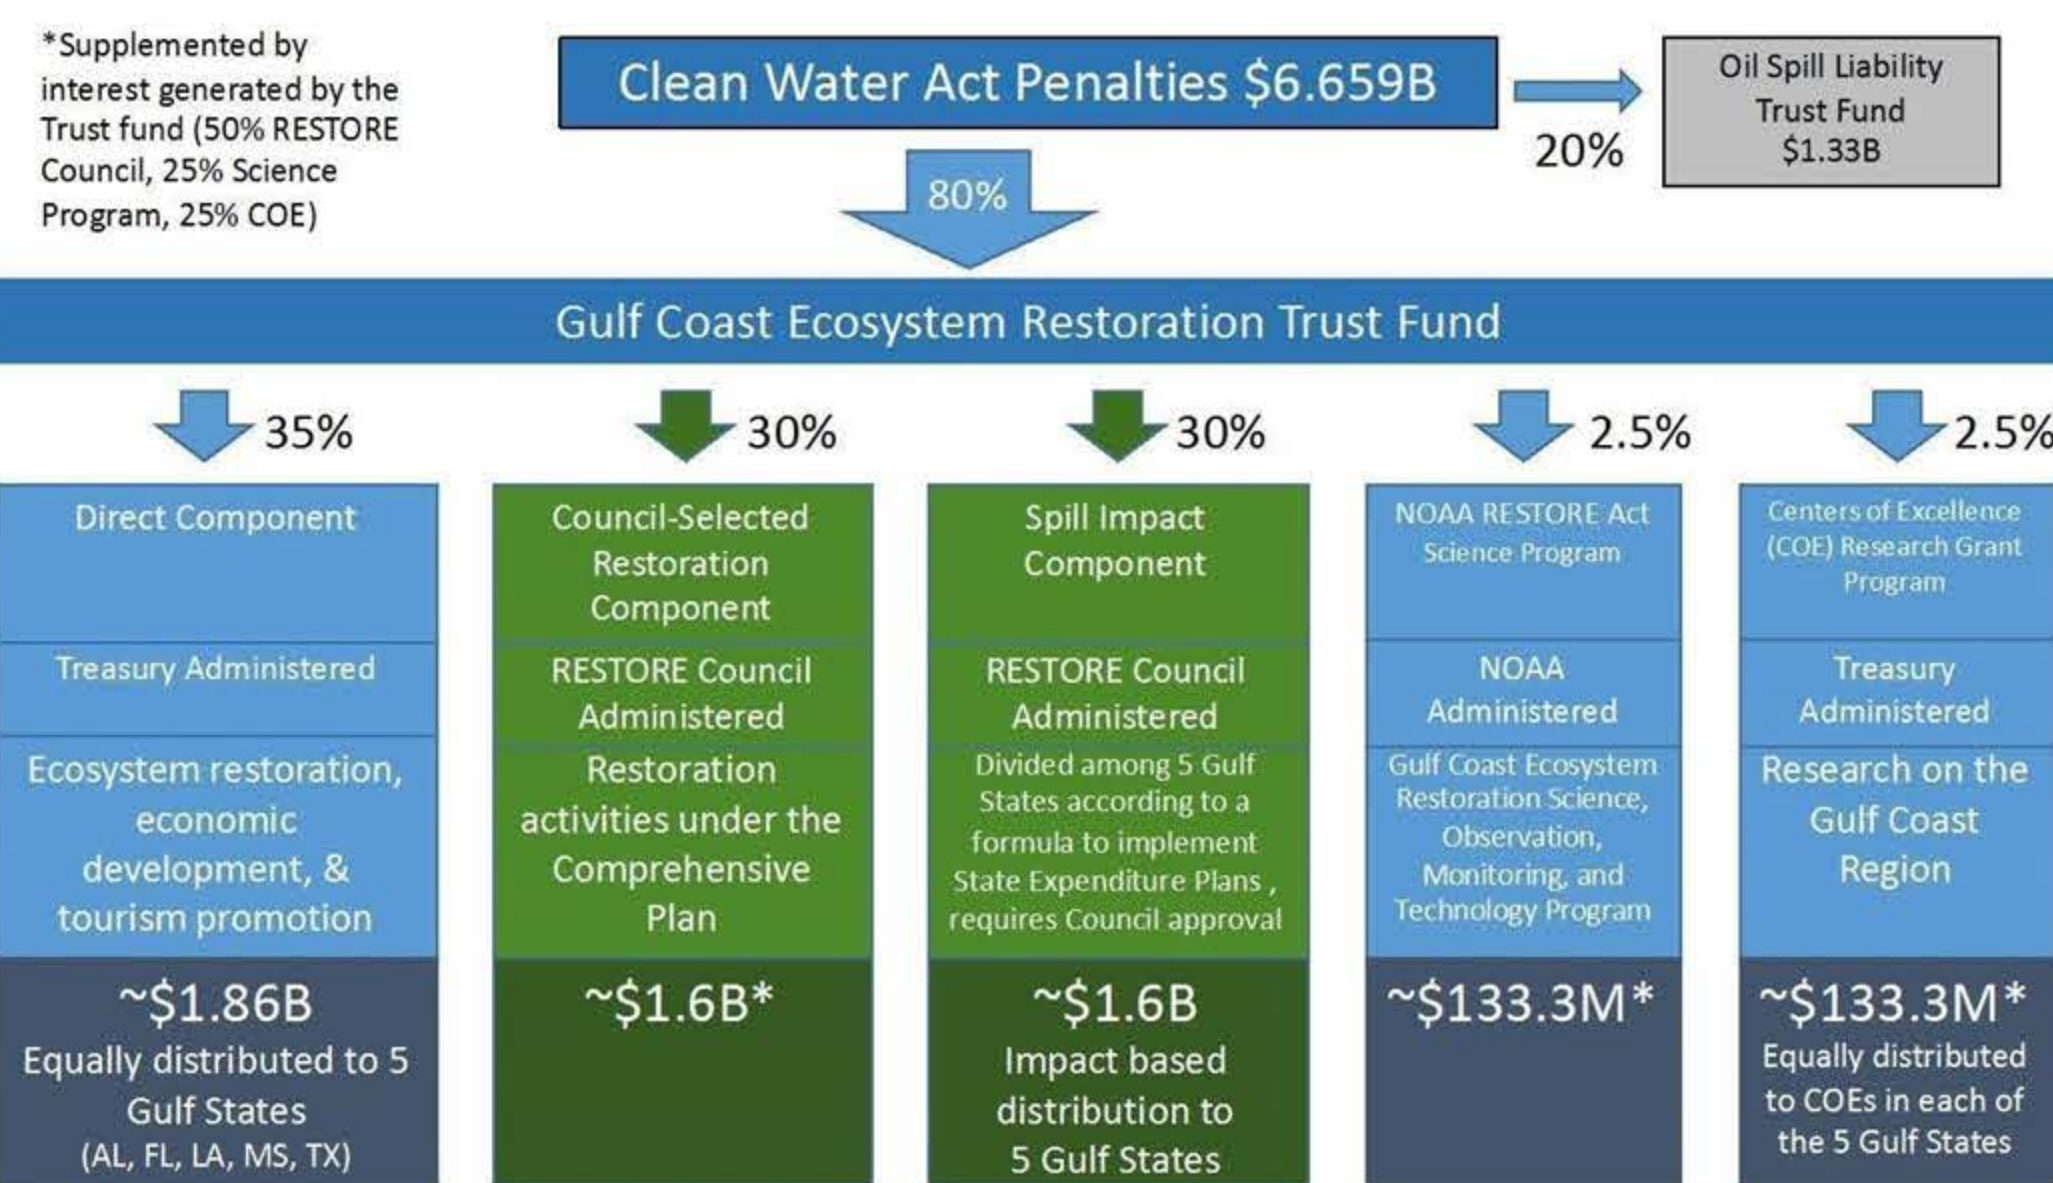 *Supplemented by
interest generated by the
Trust fund (50% RESTORE
Council, 25% Science
Program, 25% COE)
Clean Water Act Penalties $6.659B
20%
Oil Spill Liability
Trust Fund
$1.33B
80%
Gulf Coast Ecosystem Restoration Trust Fund
35%
30%
30%
2.5%
2.5%
Direct Component
Treasury Administered
Ecosystem restoration,
economic
development, &
tourism promotion
~$1.86B
Equally distributed to 5
Gulf States
(AL, FL, LA, MS, TX)
Council-Selected
Restoration
Component
RESTORE Council
Administered
Restoration
activities under the
Comprehensive
Plan
~$1.6B*
Spill Impact
Component
RESTORE Council
Administered
Divided among 5 Gulf
States according to a
formula to implement
State Expenditure Plans ,
requires Council approval
~$1.6B
Impact based
distribution to
5 Gulf States
NOAA RESTORE Act
Science Program
NOAA
Administered
Gulf Coast Ecosystem
Restoration Science,
Observation,
Monitoring, and
Technology Program
~$133.3M*
Centers of Excellence
(COE) Research Grant
Program
Treasury
Administered
Research on the
Gulf Coast
Region
~$133.3M*
Equally distributed
to COEs in each of
the 5 Gulf States